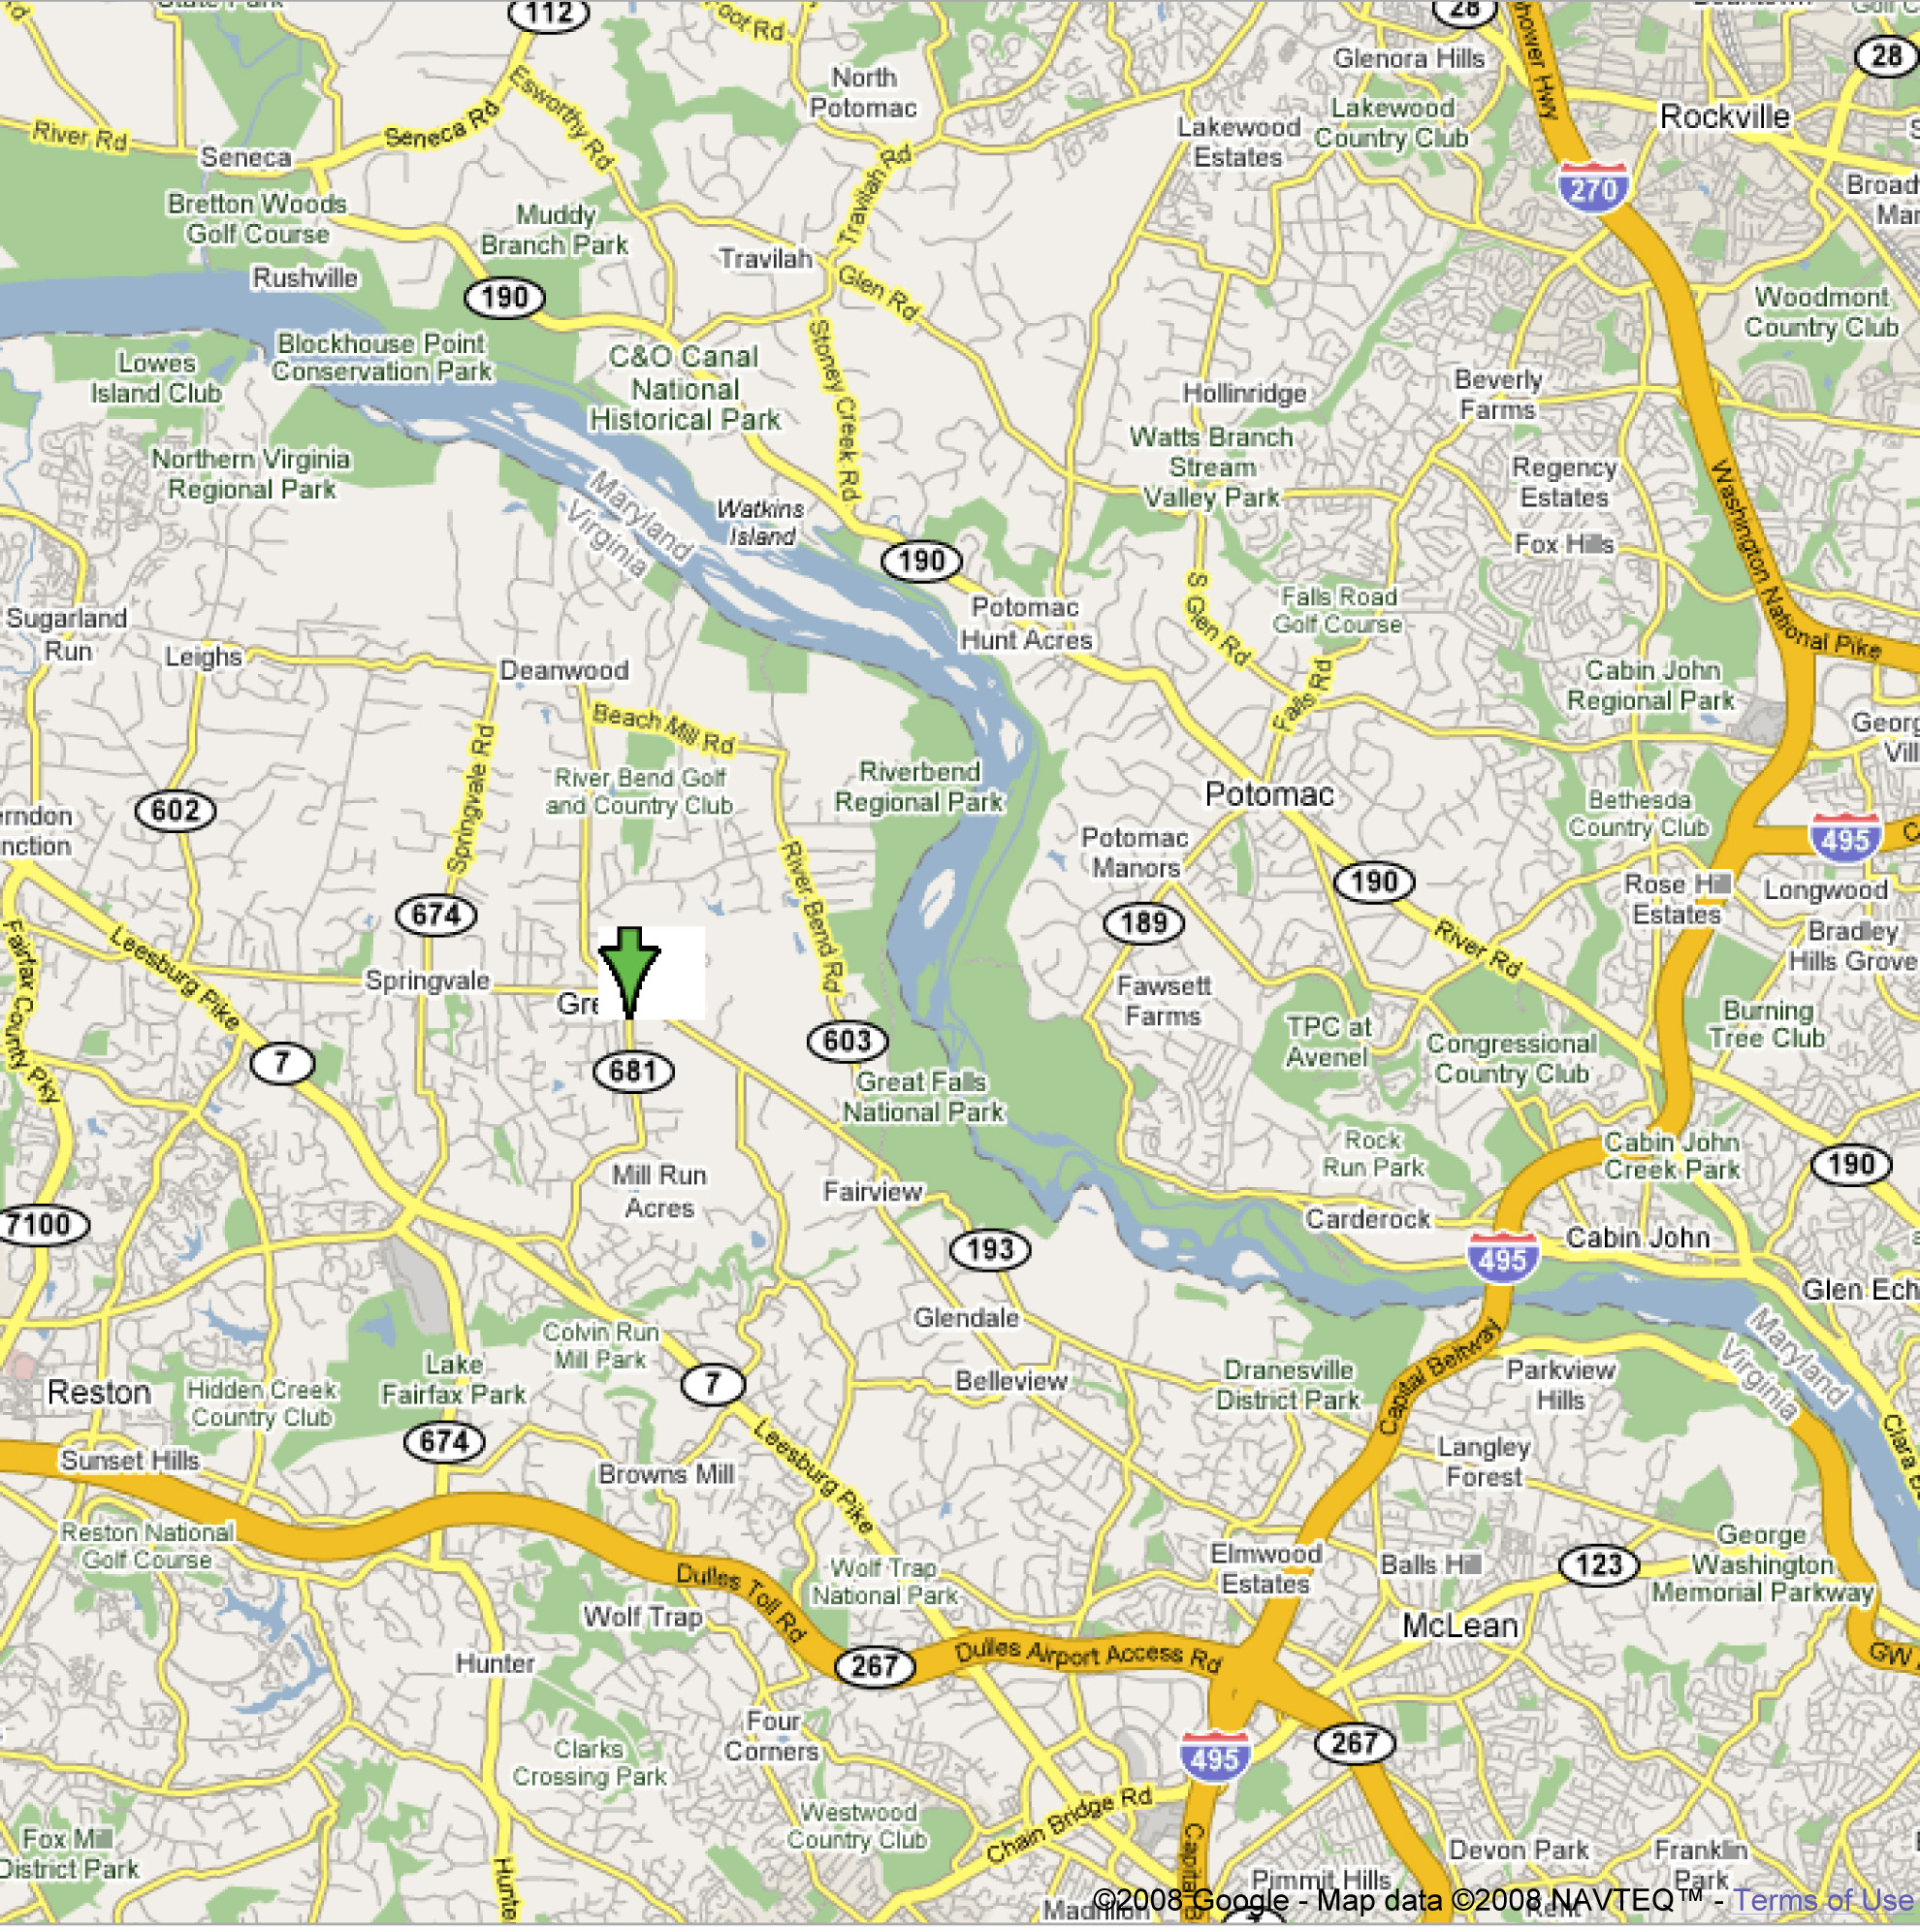 112
28
Glenora Hills
28
North
Potomac
Lakewood
Country Club
Rockville
River Rd
Seneca Rd
Esworthy Rd
Lakewood
Estates
Seneca
Travilah Rd
270
Bretton Woods
Golf Course
Muddy
Branch Park
Travilah
Rushville
190
Glen Rd
Woodmont
Country Club
Blockhouse Point
Conservation Park
Lowes
Island Club
C&O Canal
National
Historical Park
Stoney Creek Rd
Hollinridge
Beverly
Farms
Watts Branch
Stream
Valley Park
Northern Virginia
Regional Park
Regency
Estates
Maryland
Virginia
Watkins
Island
Fox Hills
Washington National Pike
190
S Glen Rd
Falls Road
Golf Course
Potomac
Hunt Acres
Sugarland
Run
Leighs
Deanwood
Falls Rd
Cabin John
Regional Park
Beach Mill Rd
Springvale Rd
River Bend Golf
and Country Club
Riverbend
Regional Park
Potomac
Bethesda
Country Club
602
Potomac
Manors
495
190
Rose Hill
Estates
Longwood
674
River Bend Rd
189
River Rd
Bradley
Hills Grove
Leesburg Pike
Fairfax County Pky
Springvale
Gre
Fawsett
Farms
TPC at
Avenel
Congressional
Country Club
Burning
Tree Club
603
7
681
Great Falls
National Park
Rock
Run Park
Cabin John
Creek Park
190
Mill Run
Acres
Fairview
7100
Carderock
Cabin John
193
495
Glen Ech
Glendale
Colvin Run
Mill Park
Capital Beltway
Maryland
Virginia
Lake
Fairfax Park
Reston
Hidden Creek
Country Club
7
Belleview
Dranesville
District Park
Parkview
Hills
674
Leesburg Pike
Sunset Hills
Browns Mill
Langley
Forest
Clara
Reston National
Golf Course
Dulles Toll Rd
Wolf Trap
National Park
Elmwood
Estates
Balls Hill
123
George
Washington
Memorial Parkway
Wolf Trap
McLean
Hunter
267
Dulles Airport Access Rd
GW
Four
Corners
Clarks
Crossing Park
495
267
Chain Bridge Rd
Westwood
Country Club
Fox Mill
District Park
Devon Park
Franklin
Park
Pimmit Hills
©2008 Google - Map data ©2008 NAVTEQ™ - Terms of Use